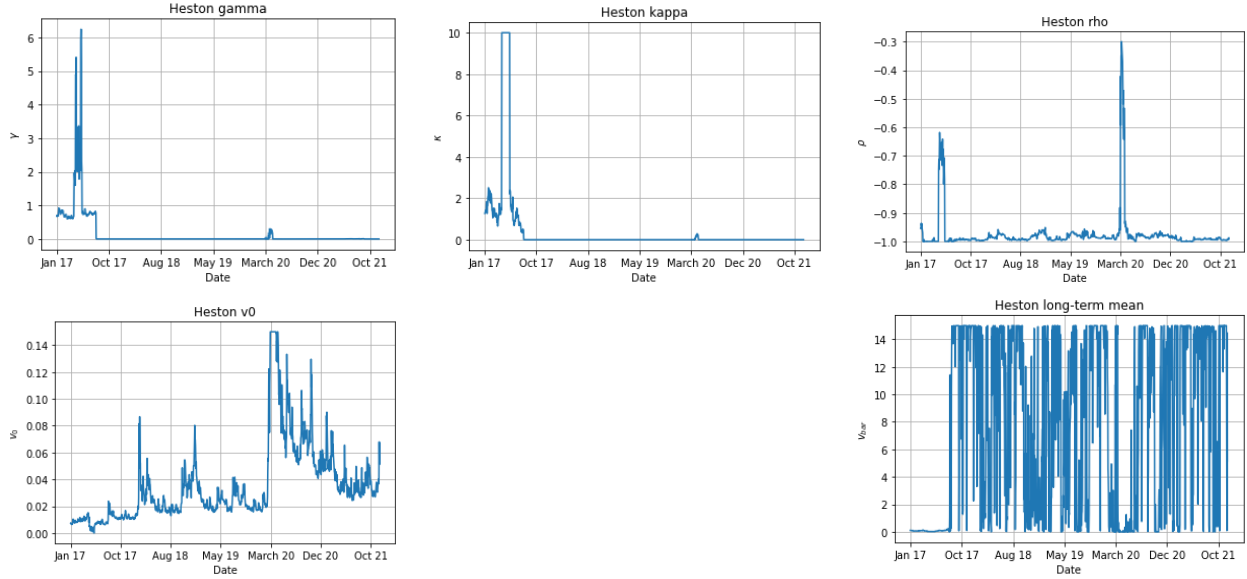 Heston gamma
γ
6
5
4
3
2
1
0
Jan 17 Oct 17 Aug 18 May 19 March 20 Dec 20 Oct 21
Date
Heston kappa
κ
10
8
6
4
2
0
Jan 17 Oct 17 Aug 18 May 19 March 20 Dec 20 Oct 21
Date
Heston rho
ρ
−0.3
−0.4
−0.5
−0.6
−0.7
−0.8
−0.9
−1.0
Jan 17 Oct 17 Aug 18 May 19 March 20 Dec 20 Oct 21
Date
Heston v0
v₀
0.14
0.12
0.10
0.08
0.06
0.04
0.02
0.00
Jan 17 Oct 17 Aug 18 May 19 March 20 Dec 20 Oct 21
Date
Heston long-term mean
v_bar
14
12
10
8
6
4
2
0
Jan 17 Oct 17 Aug 18 May 19 March 20 Dec 20 Oct 21
Date